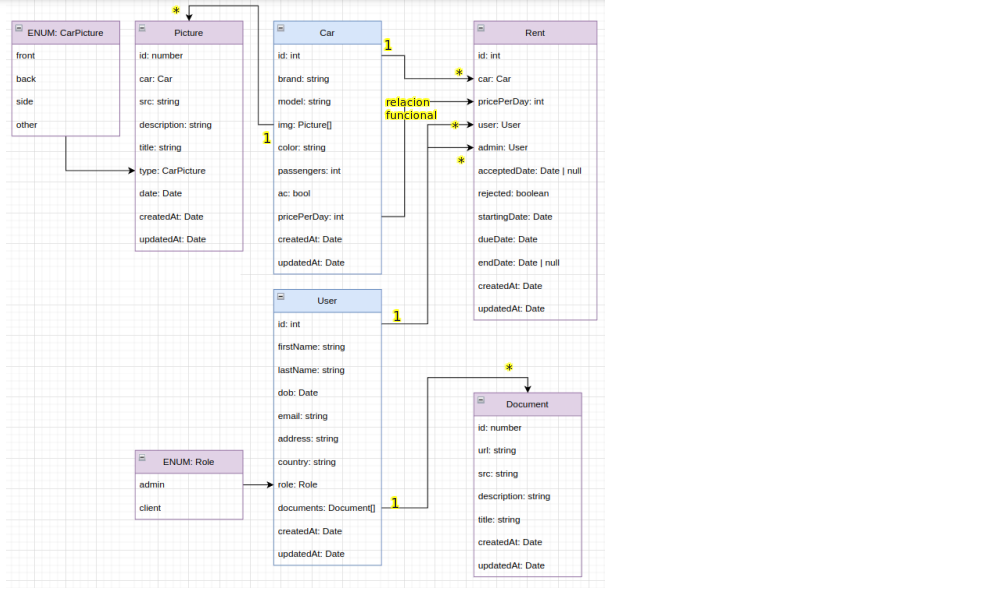 *
ENUM: CarPicture
front
back
side
other
Picture
id: number
car: Car
src: string
description: string
title: string
type: CarPicture
date: Date
createdAt: Date
updatedAt: Date
Car
id: int
brand: string
model: string
img: Picture[]
color: string
passengers: int
ac: bool
pricePerDay: int
createdAt: Date
updatedAt: Date
1
1
*
relacion
funcional
*
*
Rent
id: int
car: Car
pricePerDay: int
user: User
admin: User
acceptedDate: Date | null
rejected: boolean
startingDate: Date
dueDate: Date
endDate: Date | null
createdAt: Date
updatedAt: Date
User
id: int
firstName: string
lastName: string
dob: Date
email: string
address: string
country: string
role: Role
documents: Document[]
createdAt: Date
updatedAt: Date
1
1
*
ENUM: Role
admin
client
Document
id: number
url: string
src: string
description: string
title: string
createdAt: Date
updatedAt: Date